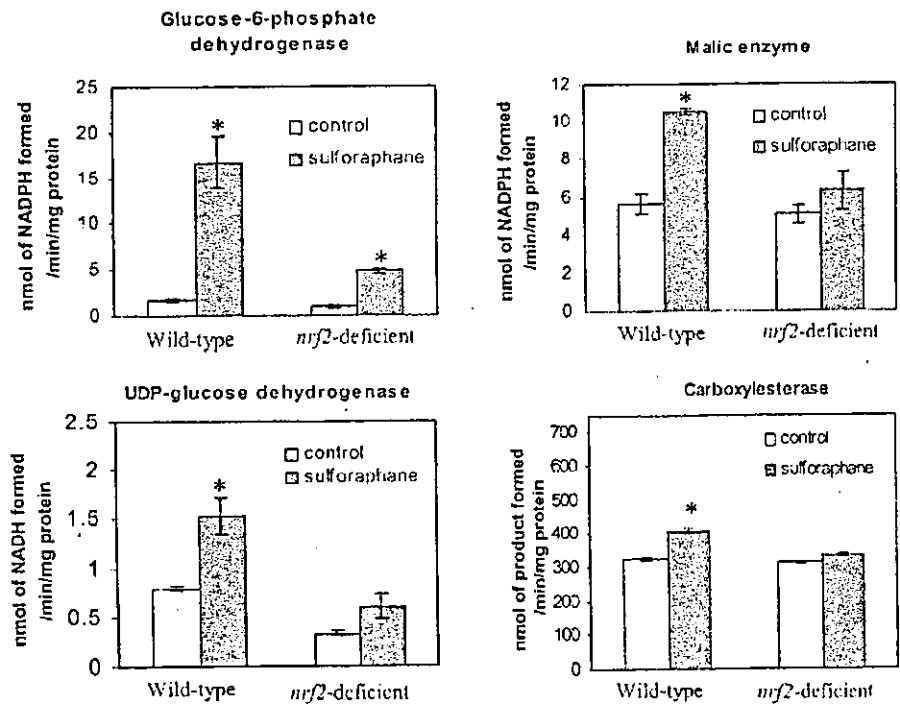 Glucose-6-phosphate
dehydrogenase
nmol of NADPH formed
/min/mg protein
25
20
15
10
5
0
*
*
control
sulforaphane
Wild-type
nrf2-deficient
Malic enzyme
nmol of NADPH formed
/min/mg protein
12
10
8
6
4
2
0
*
control
sulforaphane
Wild-type
nrf2-deficient
UDP-glucose dehydrogenase
nmol of NADH formed
/min/mg protein
2.5
2
1.5
1
0.5
0
*
control
sulforaphane
Wild-type
nrf2-deficient
Carboxylesterase
nmol of product formed
/min/mg protein
700
600
500
400
300
200
100
0
*
control
sulforaphane
Wild-type
nrf2-deficient